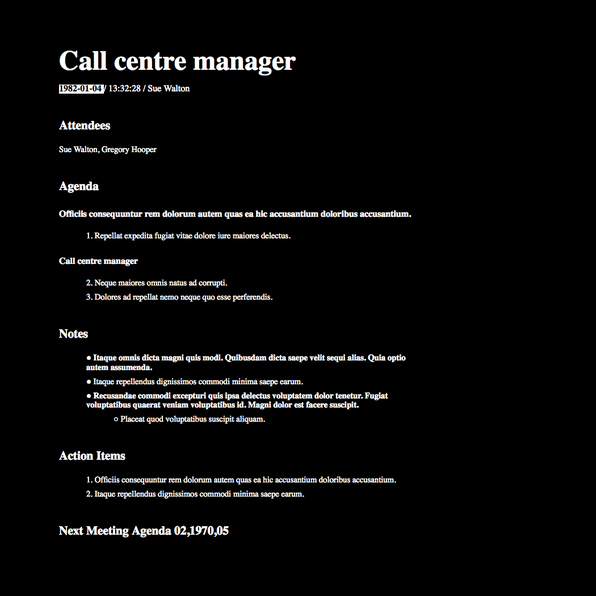 Call centre manager
1982-01-04 / 13:32:28 / Sue Walton
Attendees
Sue Walton, Gregory Hooper
Agenda
Officiis consequuntur rem dolorum autem quas ea hic accusantium doloribus accusantium.
1. Repellat expedita fugiat vitae dolore iure maiores delectus.
Call centre manager
2. Neque maiores omnis natus ad corrupti.
3. Dolores ad repellat nemo neque quo esse perferendis.
Notes
● Itaque omnis dicta magni quis modi. Quibusdam dicta saepe velit sequi alias. Quia optio
autem assumenda.
● Itaque repellendus dignissimos commodi minima saepe earum.
● Recusandae commodi excepturi quis ipsa delectus voluptatem dolor tenetur. Fugiat
voluptatibus quaerat veniam voluptatibus id. Magni dolor est facere suscipit.
○ Placeat quod voluptatibus suscipit aliquam.
Action Items
1. Officiis consequuntur rem dolorum autem quas ea hic accusantium doloribus accusantium.
2. Itaque repellendus dignissimos commodi minima saepe earum.
Next Meeting Agenda 02,1970,05